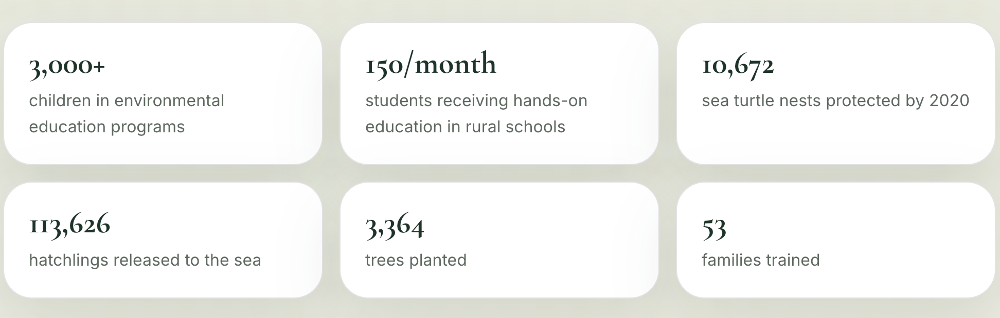 3,000+
children in environmental
education programs
150/month
students receiving hands-on
education in rural schools
10,672
sea turtle nests protected by 2020
113,626
hatchlings released to the sea
3,364
trees planted
53
families trained